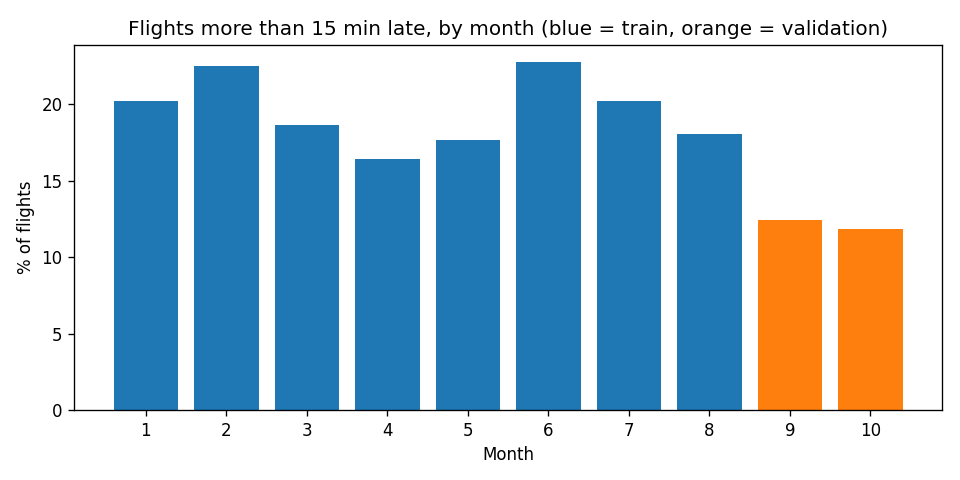 Flights more than 15 min late, by month (blue = train, orange = validation)
% of flights
20
15
10
5
0
1 2 3 4 5 6 7 8 9 10
Month